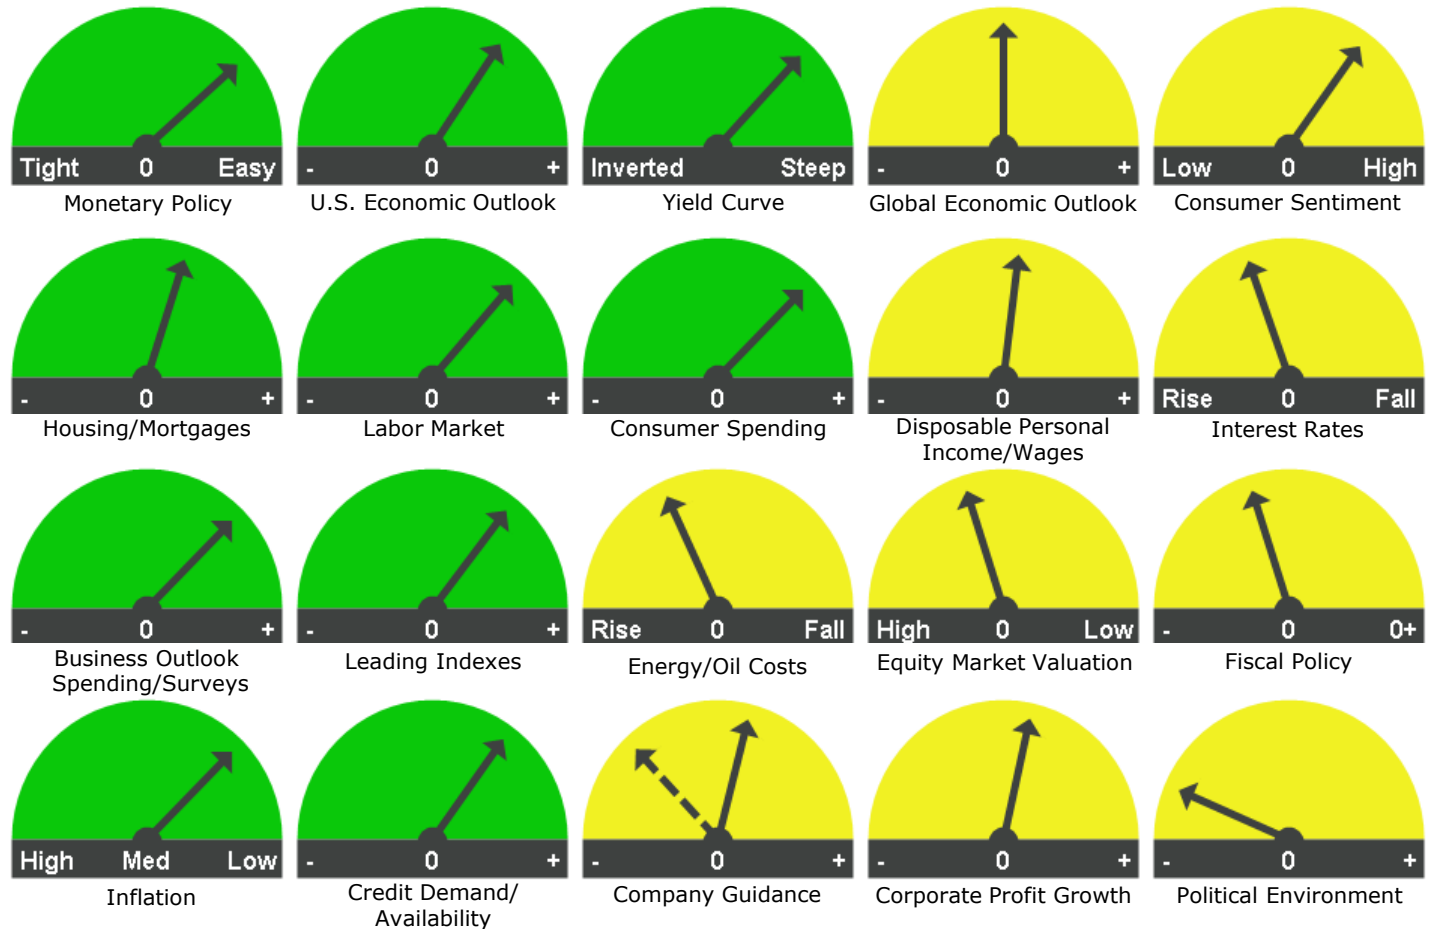 Tight 0 Easy
Monetary Policy
- 0 +
U.S. Economic Outlook
Inverted 0 Steep
Yield Curve
- 0 +
Global Economic Outlook
Low 0 High
Consumer Sentiment
- 0 +
Housing/Mortgages
- 0 +
Labor Market
- 0 +
Consumer Spending
- 0 +
Disposable Personal
Income/Wages
Rise 0 Fall
Interest Rates
- 0 +
Business Outlook
Spending/Surveys
- 0 +
Leading Indexes
Rise 0 Fall
Energy/Oil Costs
High 0 Low
Equity Market Valuation
- 0 0+
Fiscal Policy
High Med Low
Inflation
- 0 +
Credit Demand/
Availability
- 0 +
Company Guidance
- 0 +
Corporate Profit Growth
- 0 +
Political Environment